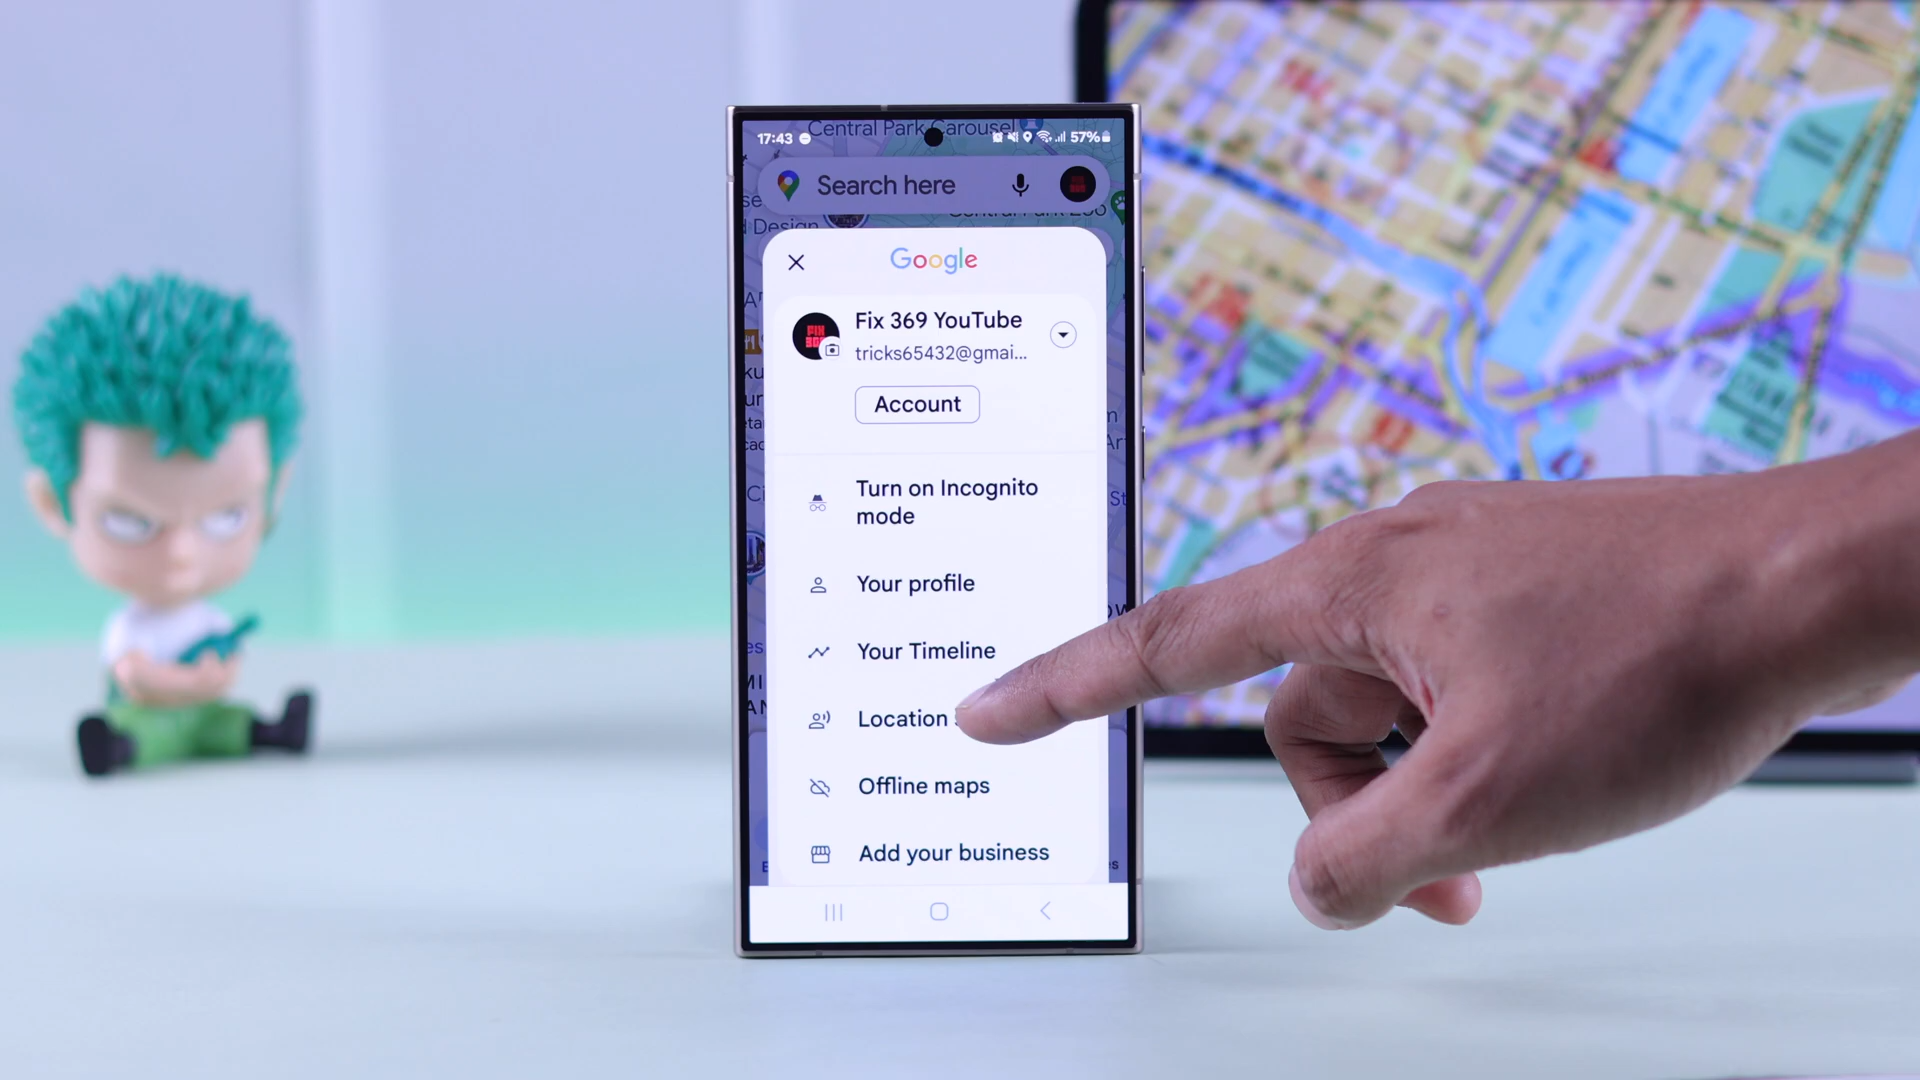 Central Park Carousel
17:43
57%
Search here
d Design
Google
Fix 369 YouTube
tricks65432@gmai...
Account
Turn on Incognito
mode
Your profile
Your Timeline
Location
Offline maps
Add your business